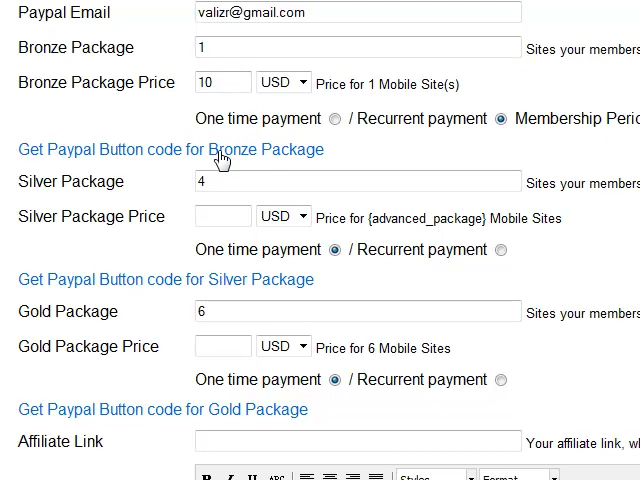 Paypal Email valizr@gmail.com
Bronze Package 1 Sites your members
Bronze Package Price 10 USD Price for 1 Mobile Site(s)
One time payment / Recurrent payment Membership Peri
Get Paypal Button code for Bronze Package
Silver Package 4 Sites your members
Silver Package Price USD Price for {advanced_package} Mobile Sites
One time payment / Recurrent payment
Get Paypal Button code for Silver Package
Gold Package 6 Sites your members
Gold Package Price USD Price for 6 Mobile Sites
One time payment / Recurrent payment
Get Paypal Button code for Gold Package
Affiliate Link Your affiliate link, w
B I U ABC Styles Format